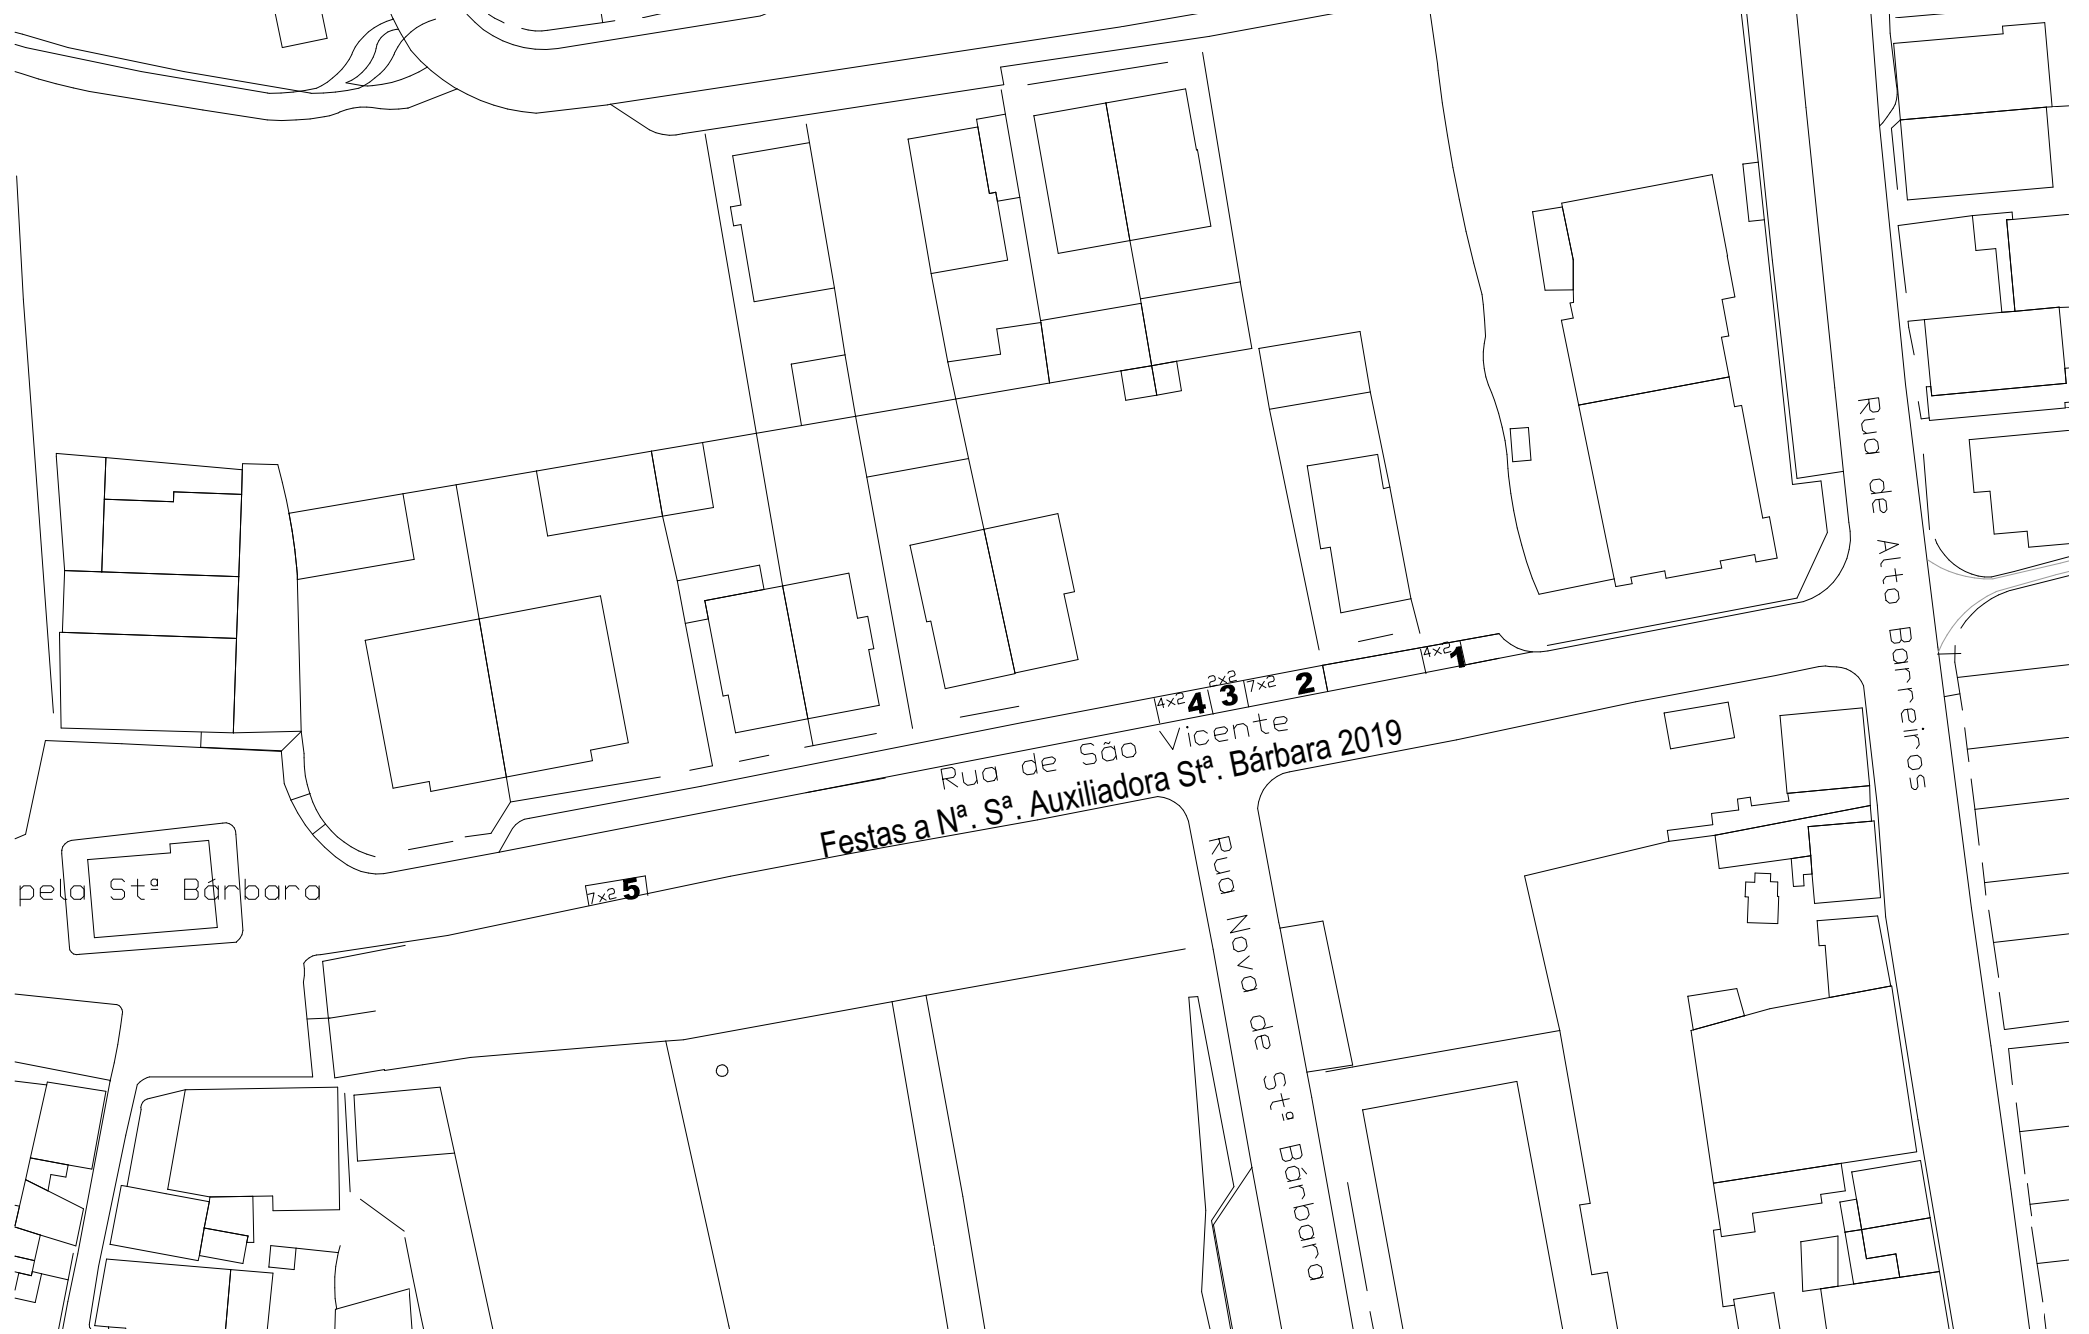 Rua de Alto Barreiros
4x2 1
2x2
7x2 2
3
4x2 4
Rua de São Vicente
Festas a Nª. Sª. Auxiliadora Stª. Bárbara 2019
7x2 5
pela Stª Bárbara
Rua Nova de Stª Bárbara